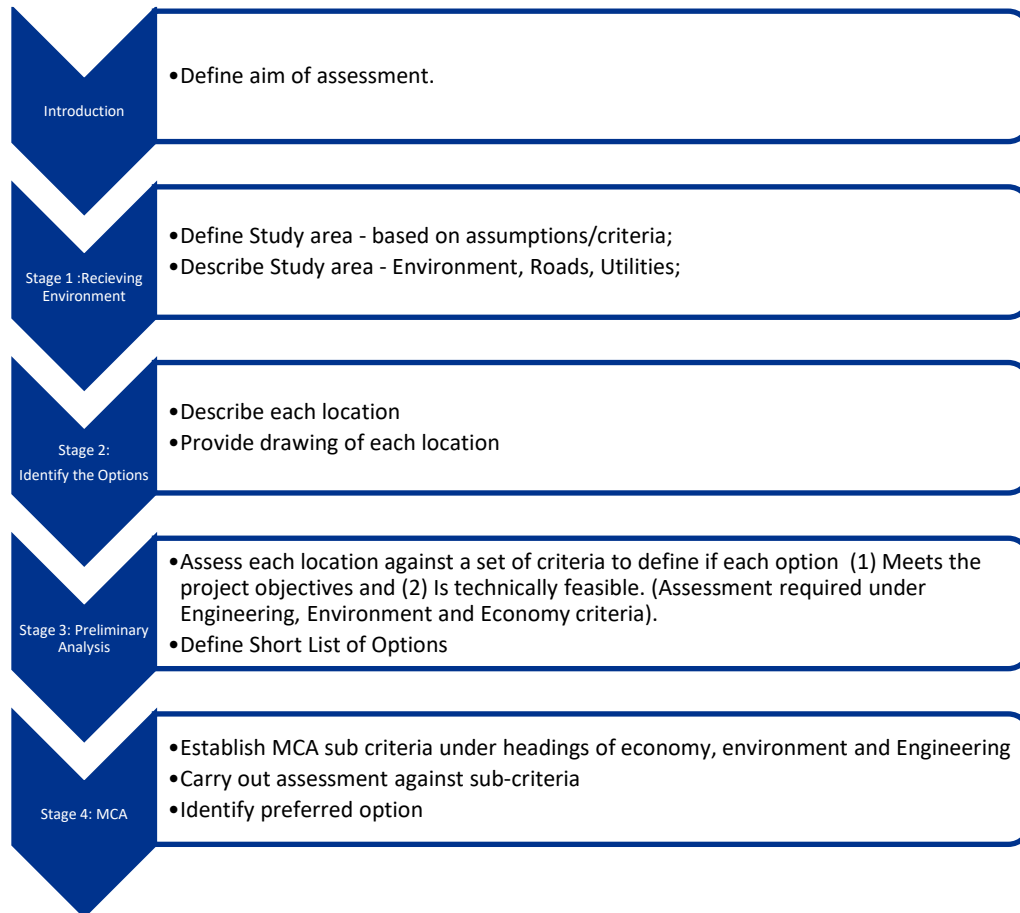 Introduction
•Define aim of assessment.
Stage 1 :Recieving
Environment
•Define Study area - based on assumptions/criteria;
•Describe Study area - Environment, Roads, Utilities;
Stage 2:
Identify the Options
•Describe each location
•Provide drawing of each location
Stage 3: Preliminary
Analysis
•Assess each location against a set of criteria to define if each option (1) Meets the
project objectives and (2) Is technically feasible. (Assessment required under
Engineering, Environment and Economy criteria).
•Define Short List of Options
Stage 4: MCA
•Establish MCA sub criteria under headings of economy, environment and Engineering
•Carry out assessment against sub-criteria
•Identify preferred option